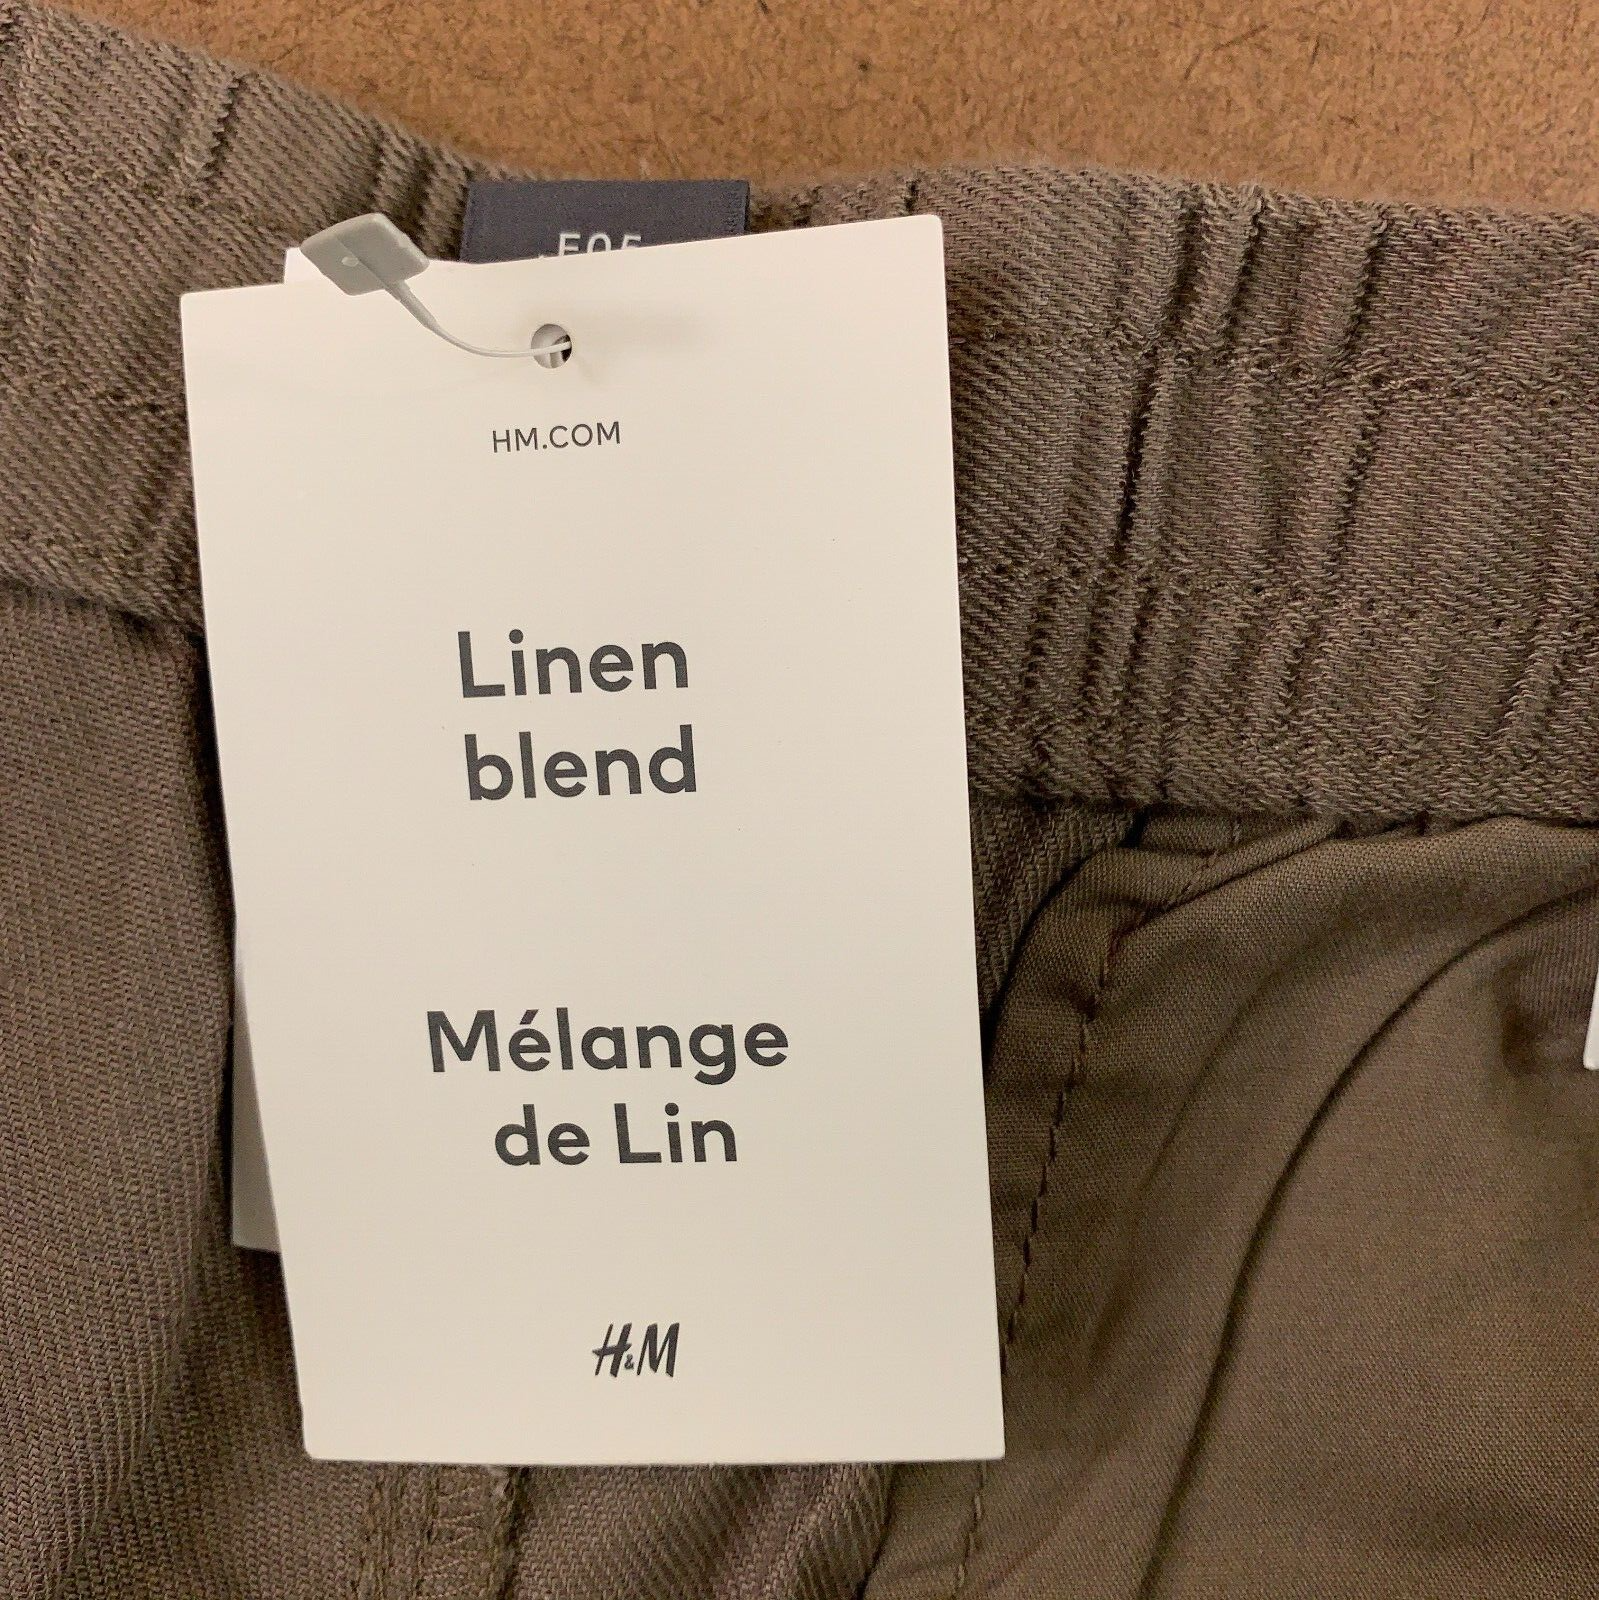 HM.COM
Linen
blend
Mélange
de Lin
H&M